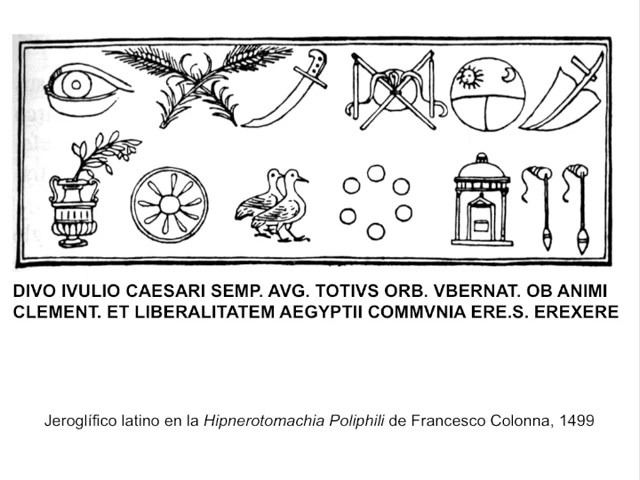 DIVO IVULIO CAESARI SEMP. AVG. TOTIVS ORB. VBERNAT. OB ANIMI
CLEMENT. ET LIBERALITATEM AEGYPTII COMMVNIA ERE.S. EREXERE
Jeroglífico latino en la Hipnerotomachia Poliphili de Francesco Colonna, 1499